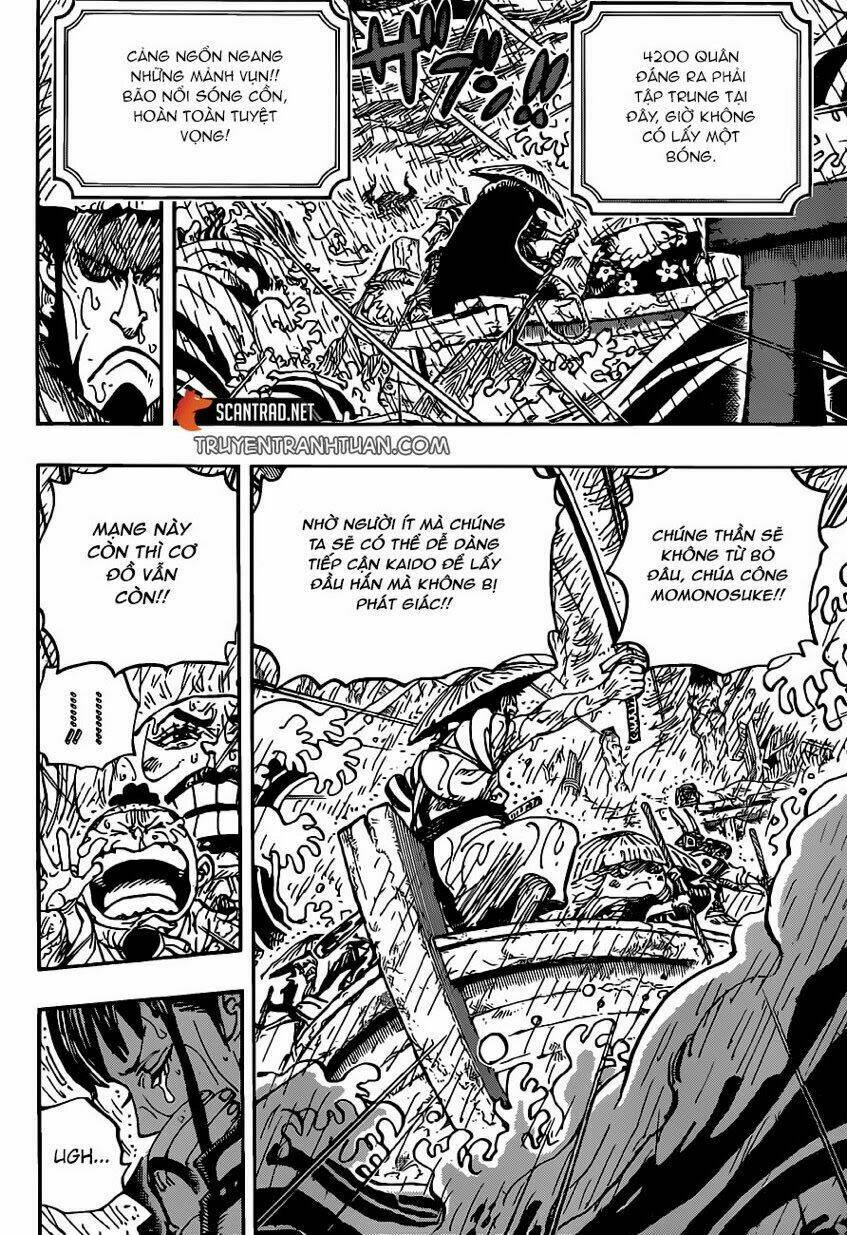 4200 QUÂN
ĐÁNG RA PHẢI
TẬP TRUNG TẠI
ĐÂY, GIỜ KHÔNG
CÓ LẤY MỘT
BÓNG.
ザブン!!
CẢNG NGỔN NGANG
NHỮNG MẢNH VỤN!!
BÃO NỔI SÓNG CỒN,
HOÀN TOÀN TUYỆT
VỌNG!
SCANTRAD.NET
TRUYENTRANHTUAN.COM
CHÚNG THẦN SẼ
KHÔNG TỪ BỎ
ĐÂU, CHÚA CÔNG
MOMONOSUKE!!
NHỜ NGƯỜI ÍT MÀ CHÚNG
TA SẼ CÓ THỂ DỄ DÀNG
TIẾP CẬN KAIDO ĐỂ LẤY
ĐẦU HẮN MÀ KHÔNG BỊ
PHÁT GIÁC!!
MẠNG NÀY
CÒN THÌ CƠ
ĐỒ VẪN
CÒN!!
UGH...